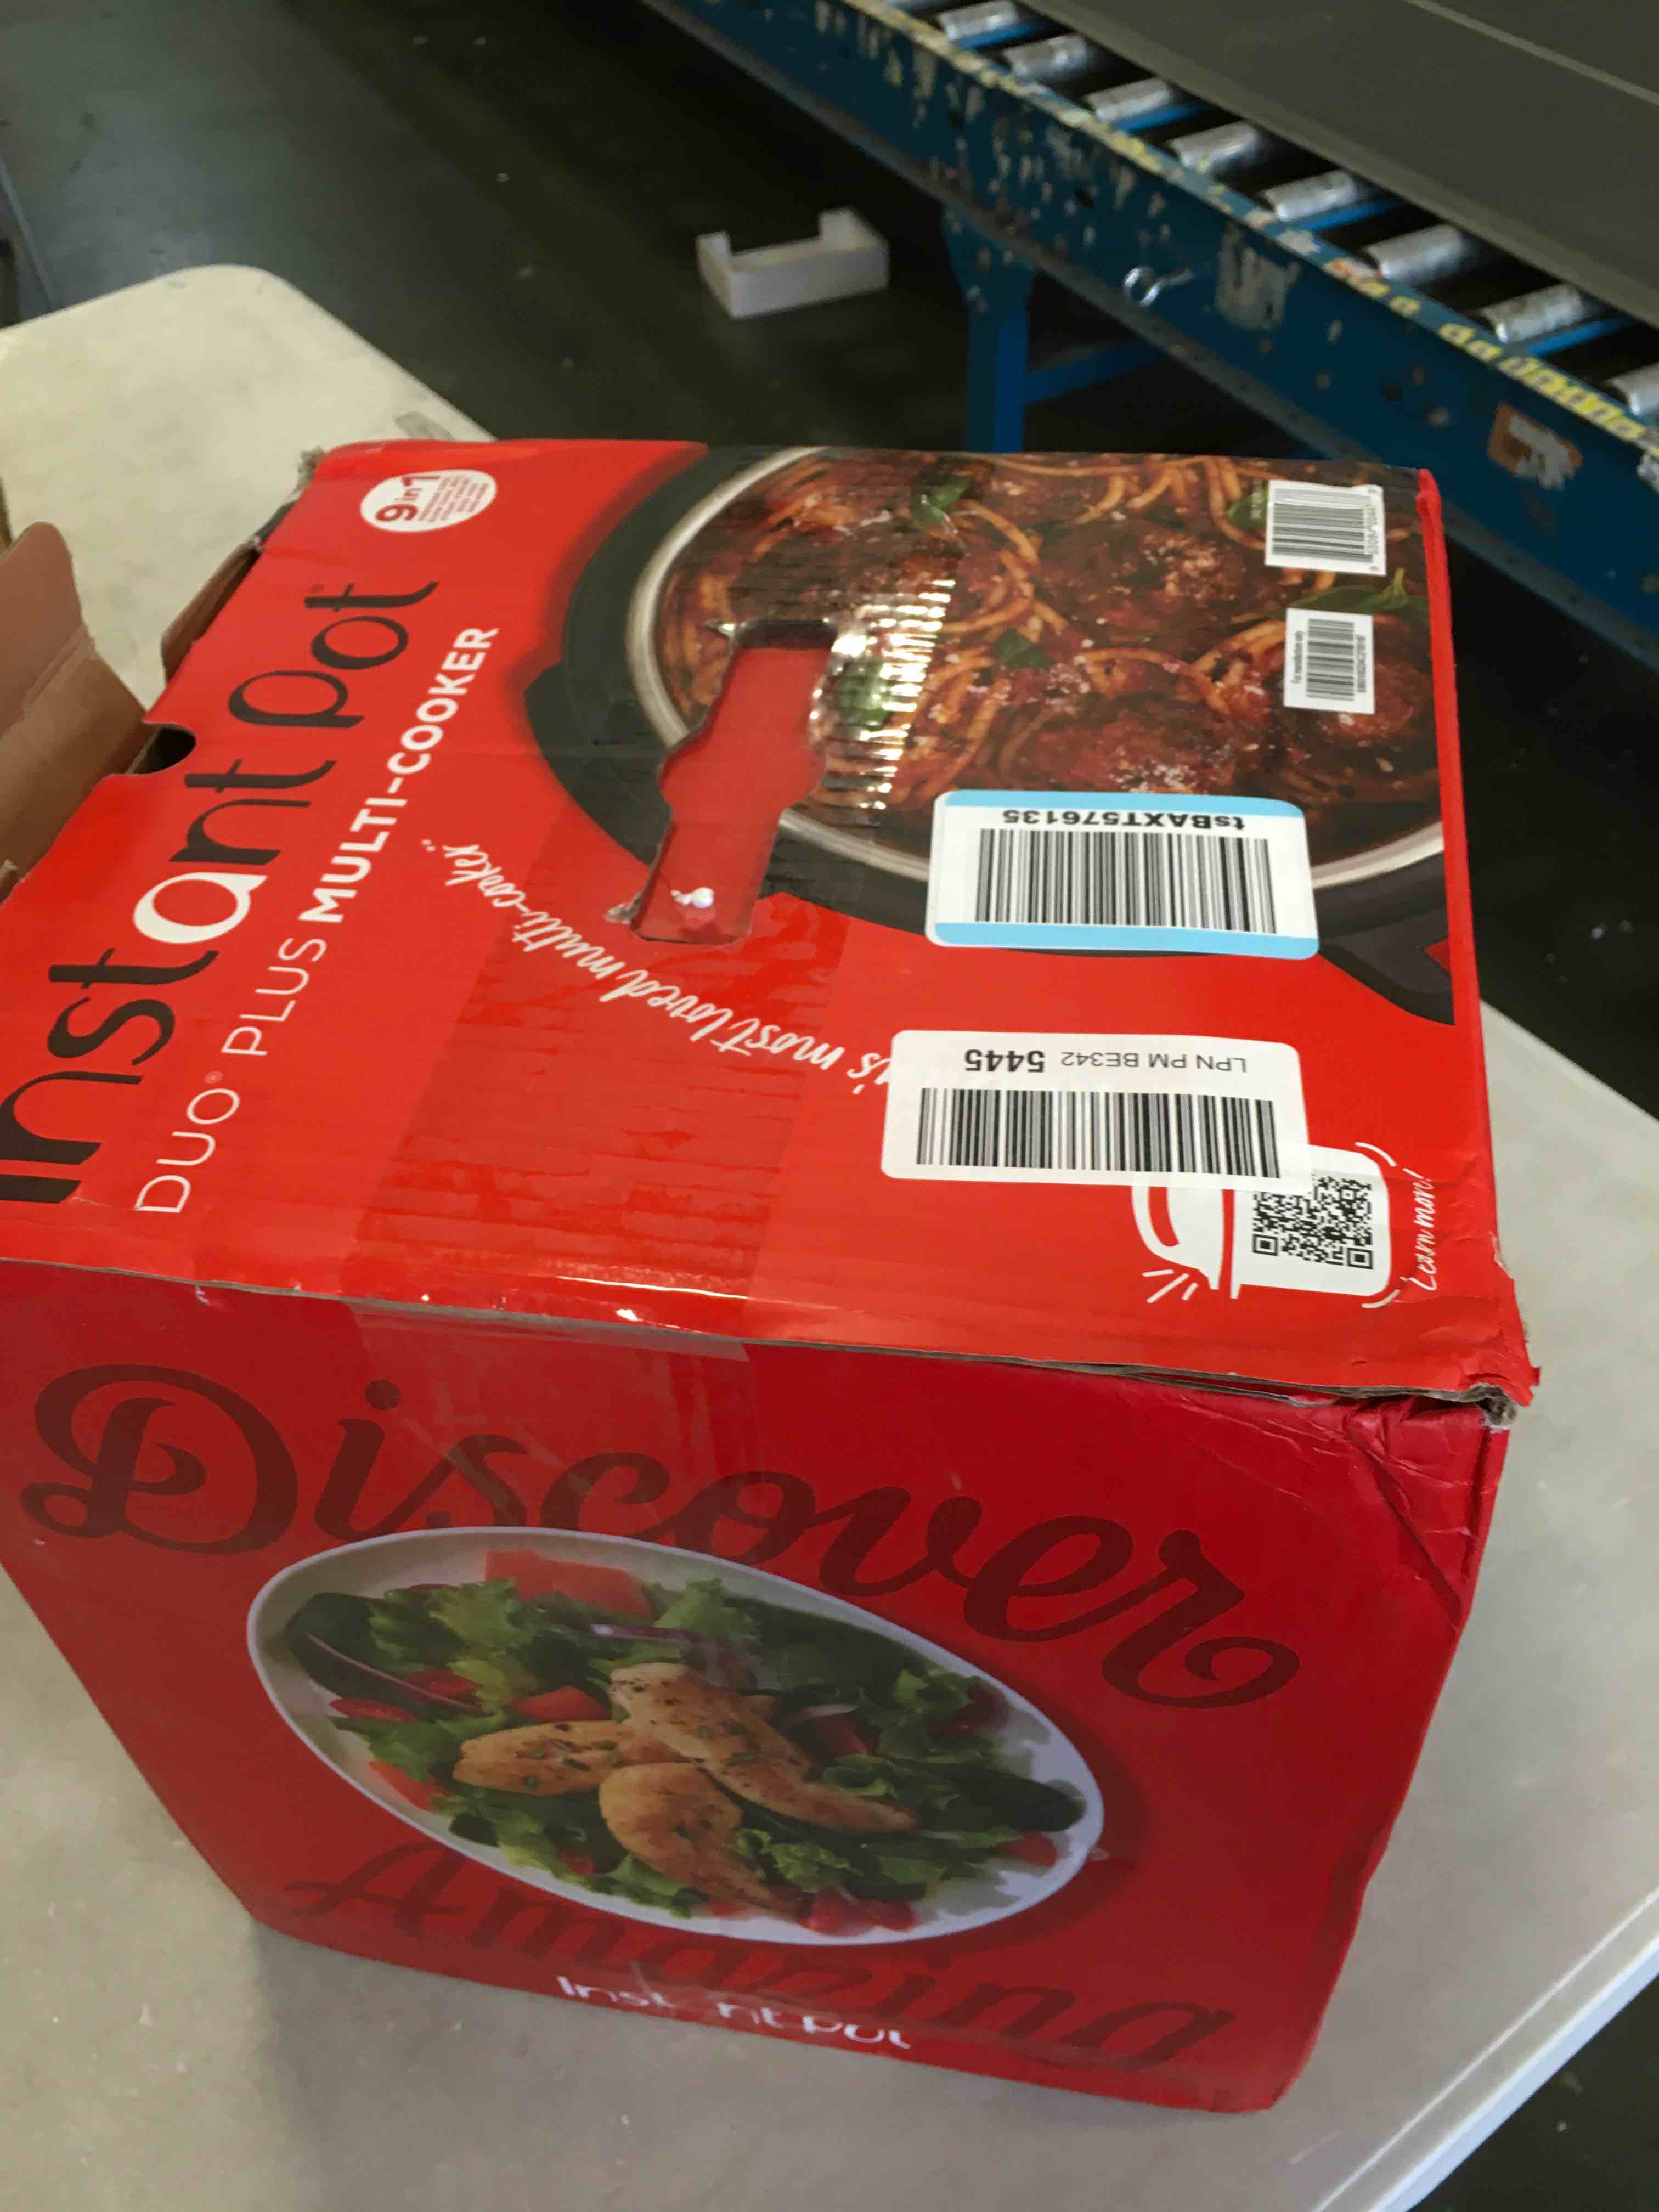 Instant pot
DUO® PLUS MULTI-COOKER
9 in 1
's most loved multi-cooker™
tsBAXT576135
LPN PM BE342 5445
Learn more!
Discover
Amazing
Instant Pot